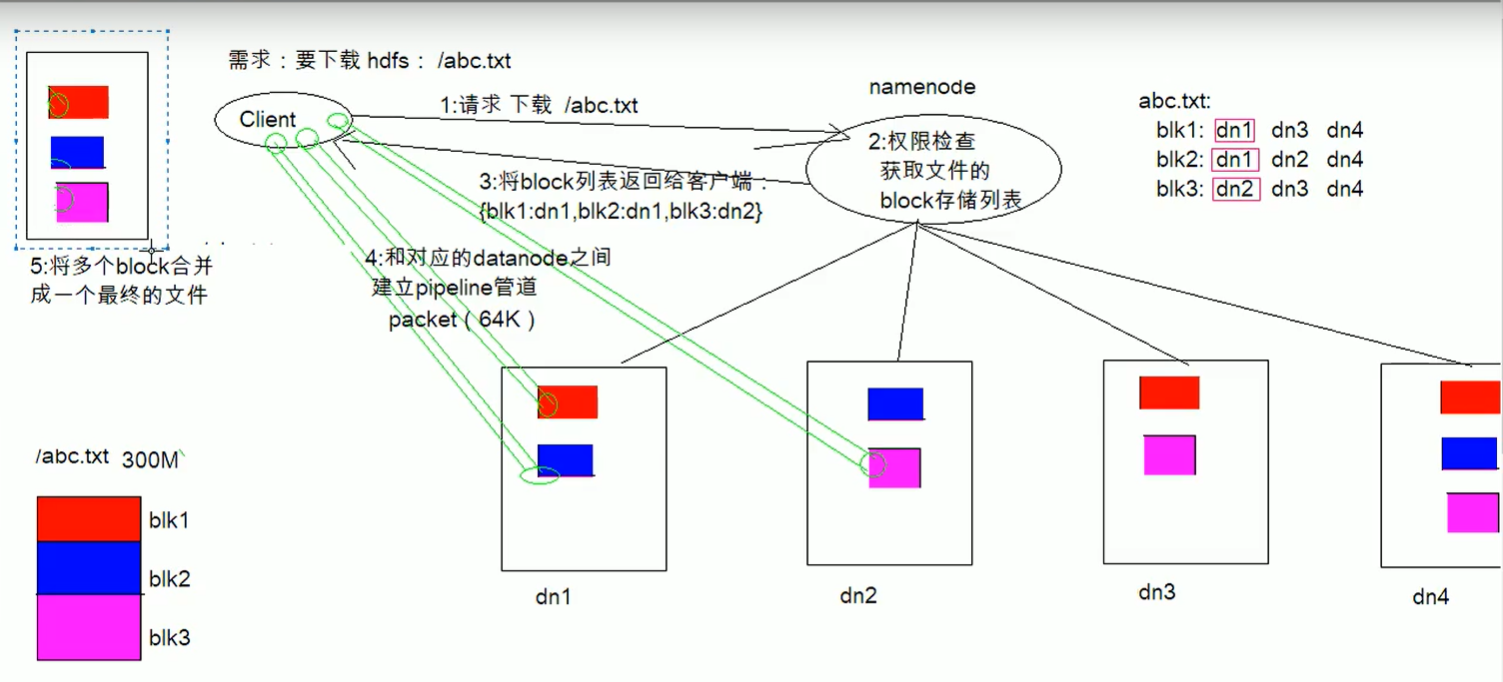 需求：要下载 hdfs： /abc.txt
Client
1:请求 下载 /abc.txt
namenode
2:权限检查
获取文件的
block存储列表
abc.txt:
blk1: dn1 dn3 dn4
blk2: dn1 dn2 dn4
blk3: dn2 dn3 dn4
3:将block列表返回给客户端：
{blk1:dn1,blk2:dn1,blk3:dn2}
4:和对应的datanode之间
建立pipeline管道
packet（64K）
5:将多个block合并
成一个最终的文件
/abc.txt 300M
blk1
blk2
blk3
dn1
dn2
dn3
dn4